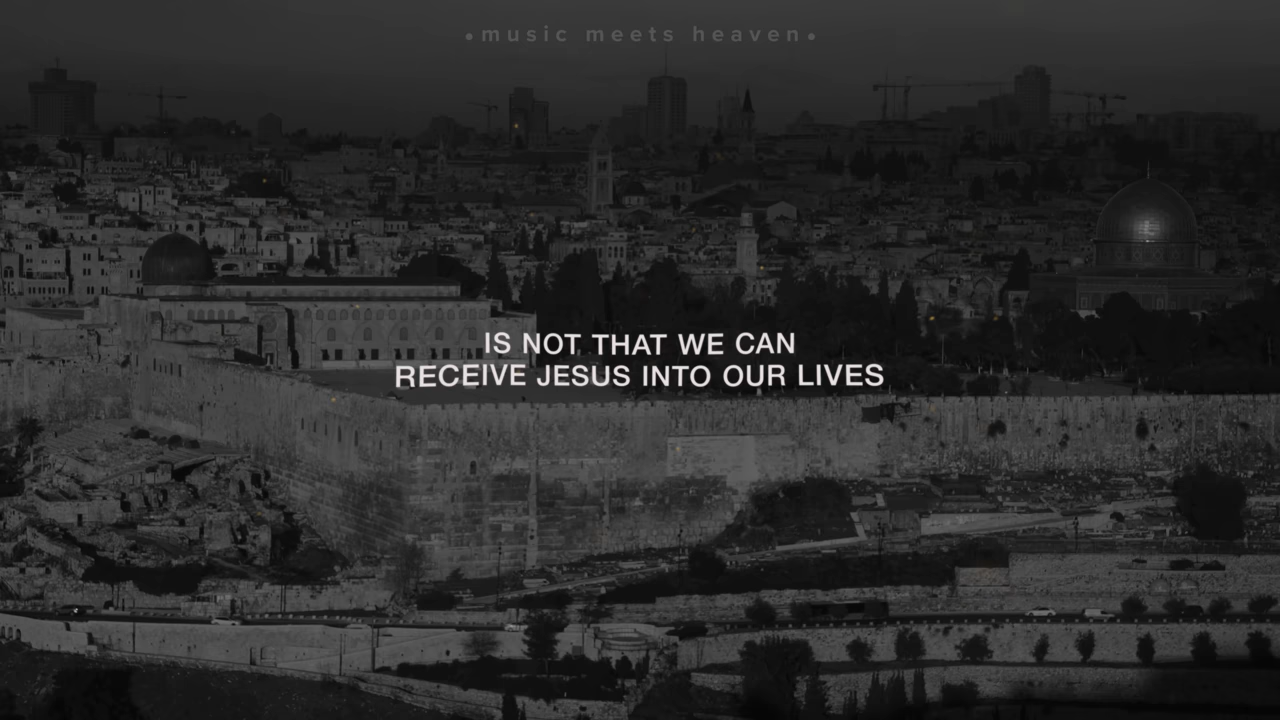 •music meets heaven•
IS NOT THAT WE CAN
RECEIVE JESUS INTO OUR LIVES